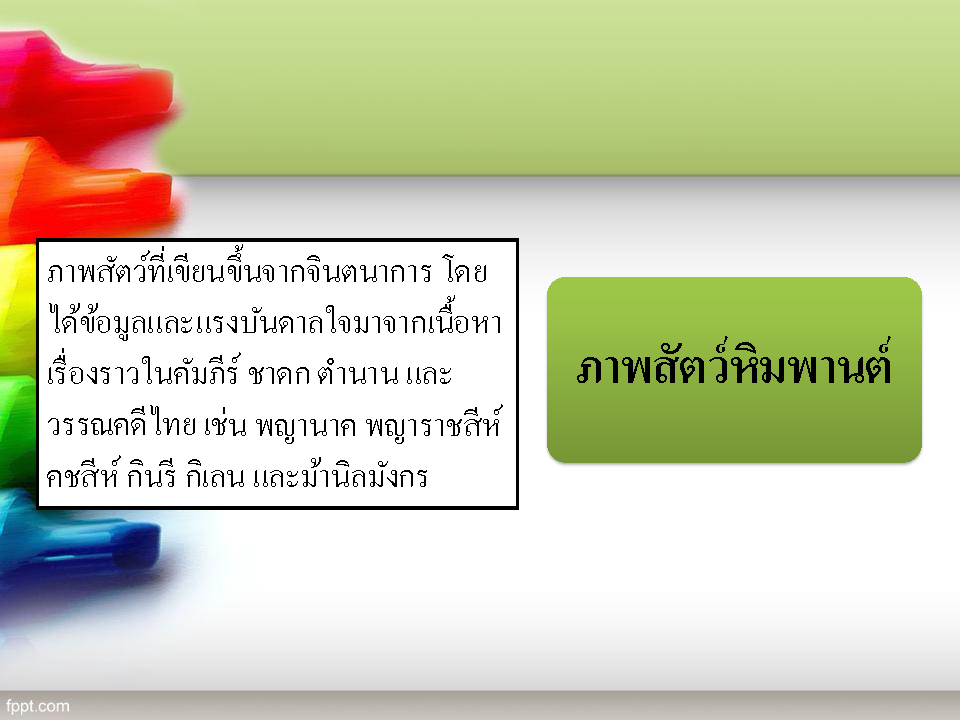 ภาพสัตว์ที่เขียนขึ้นจากจินตนาการ โดย
ได้ข้อมูลและแรงบันดาลใจมาจากเนื้อหา
เรื่องราวในคัมภีร์ ชาดก ตำนาน และ
วรรณคดีไทย เช่น พญานาค พญาราชสีห์
คชสีห์ กินรี กิเลน และม้านิลมังกร
ภาพสัตว์หิมพานต์
fppt.com